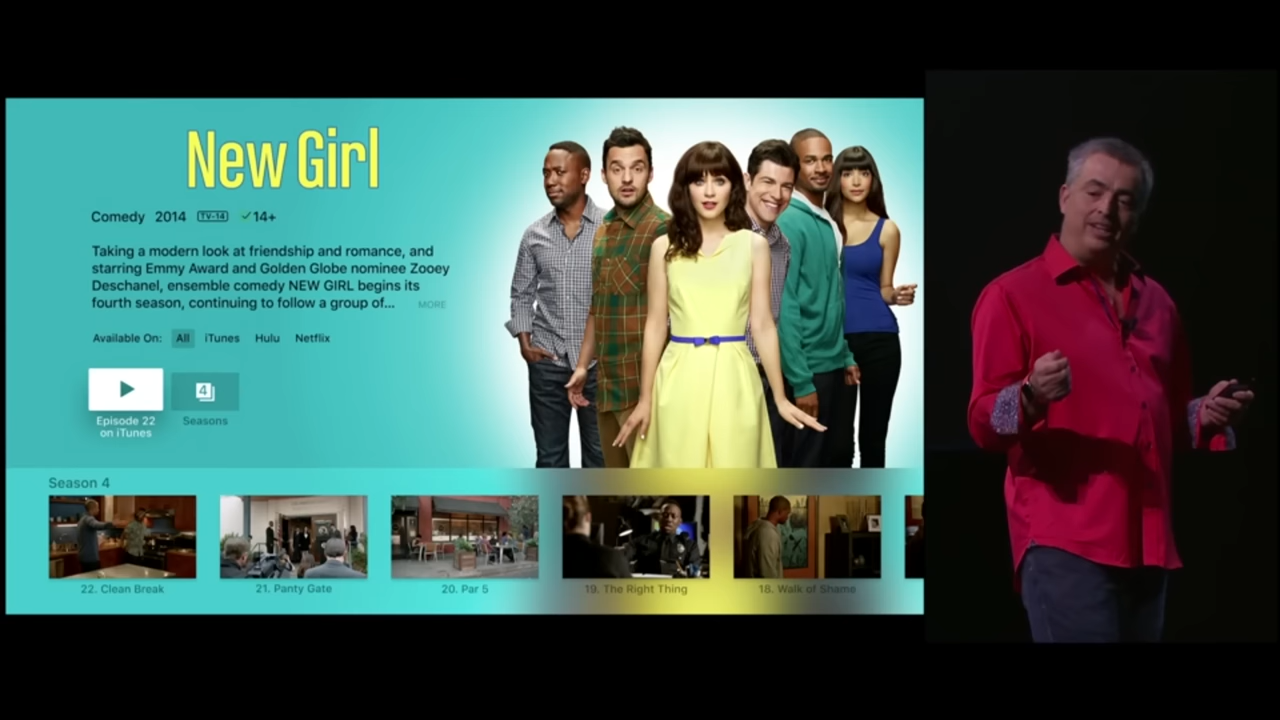 New Girl
Comedy 2014 TV-14 14+
Taking a modern look at friendship and romance, and
starring Emmy Award and Golden Globe nominee Zooey
Deschanel, ensemble comedy NEW GIRL begins its
fourth season, continuing to follow a group of...
MORE
Available On: All iTunes Hulu Netflix
4
Episode 22
on iTunes
Seasons
Season 4
22. Clean Break
21. Panty Gate
20. Par 5
19. The Right Thing
18. Walk of Shame